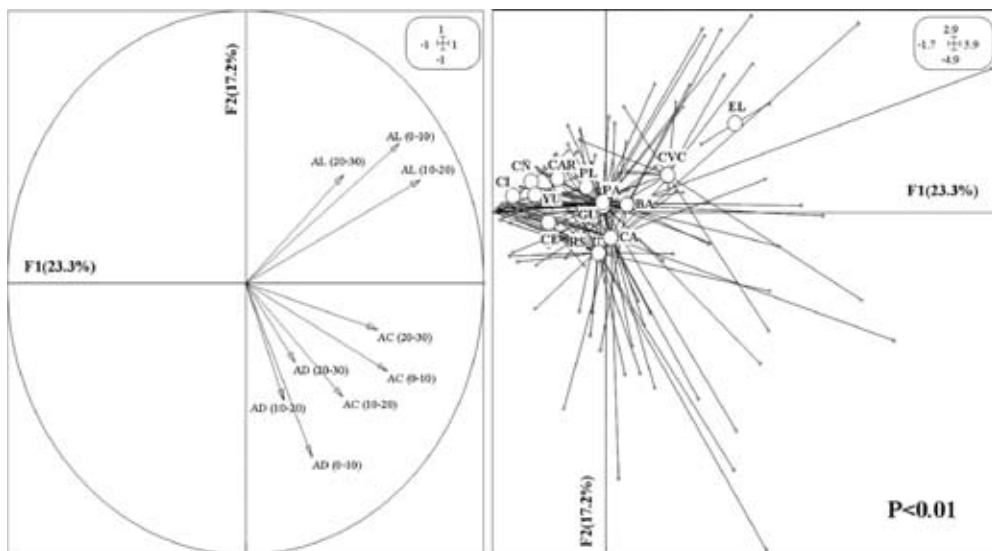 1
-1 1
-1
F2(17.2%)
AL (0-10)
AL (20-30)
AL (10-20)
F1(23.3%)
AC (20-30)
AD (20-30)
AC (0-10)
AD (10-20)
AC (10-20)
AD (0-10)
2.9
-1.7 3.9
-4.9
EL
CVC
CN CAR PL
CI YU PA BA
F1(23.3%)
GU
CE RS CA
F2(17.2%)
P<0.01